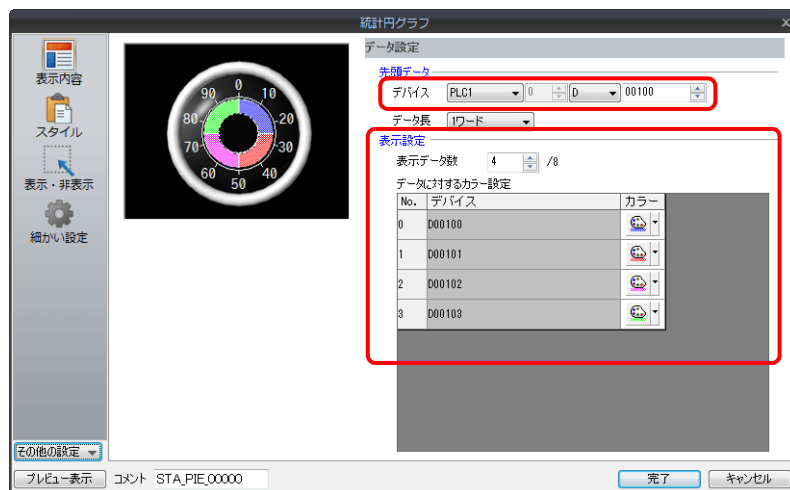 統計円グラフ
x
表示内容
スタイル
表示・非表示
細かい設定
その他の設定
0
10
20
30
40
50
60
70
80
90
データ設定
先頭データ
デバイス PLC1 0 D 00100
データ長 1ワード
表示設定
表示データ数 4 /8
データに対するカラー設定
No. デバイス カラー
0 D00100
1 D00101
2 D00102
3 D00103
プレビュー表示 コメント STA_PIE_00000 完了 キャンセル